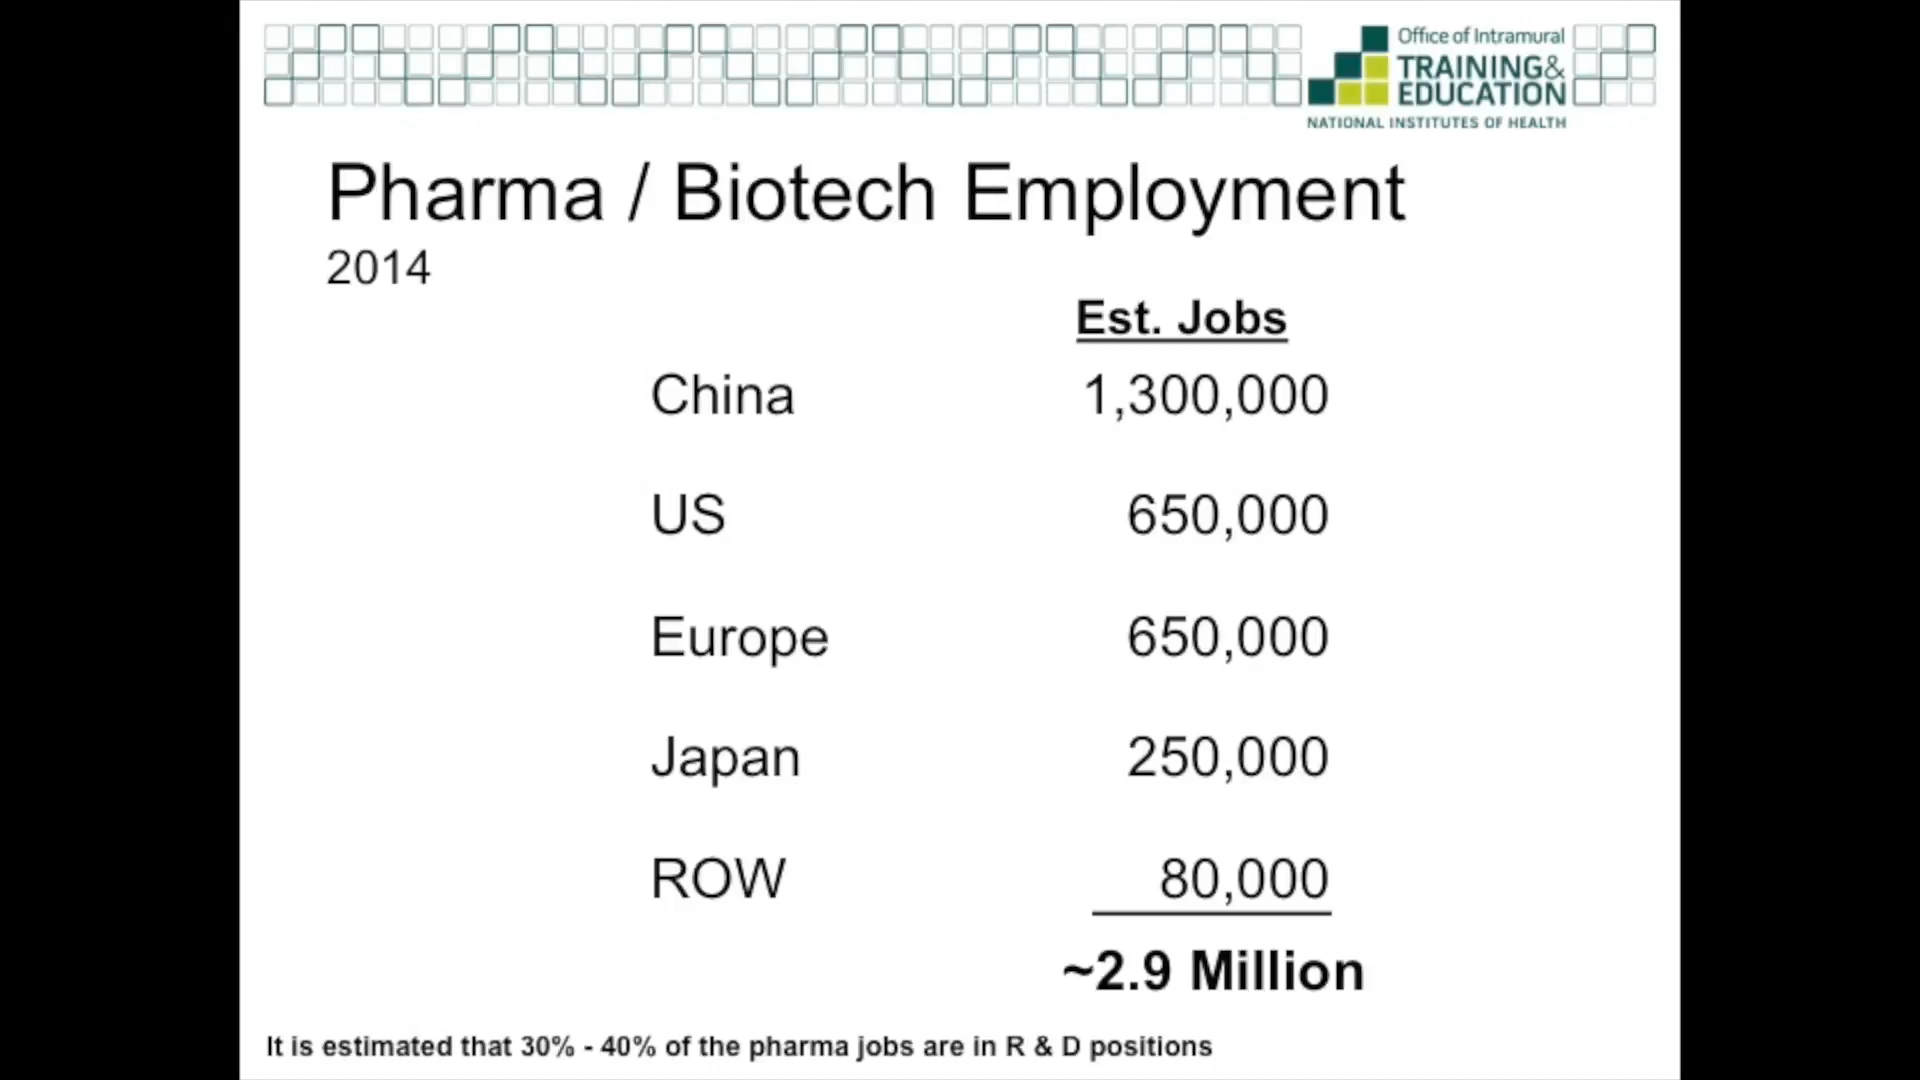 Office of Intramural
TRAINING&
EDUCATION
NATIONAL INSTITUTES OF HEALTH
Pharma / Biotech Employment
2014
Est. Jobs
China 1,300,000
US 650,000
Europe 650,000
Japan 250,000
ROW 80,000
~2.9 Million
It is estimated that 30% - 40% of the pharma jobs are in R & D positions